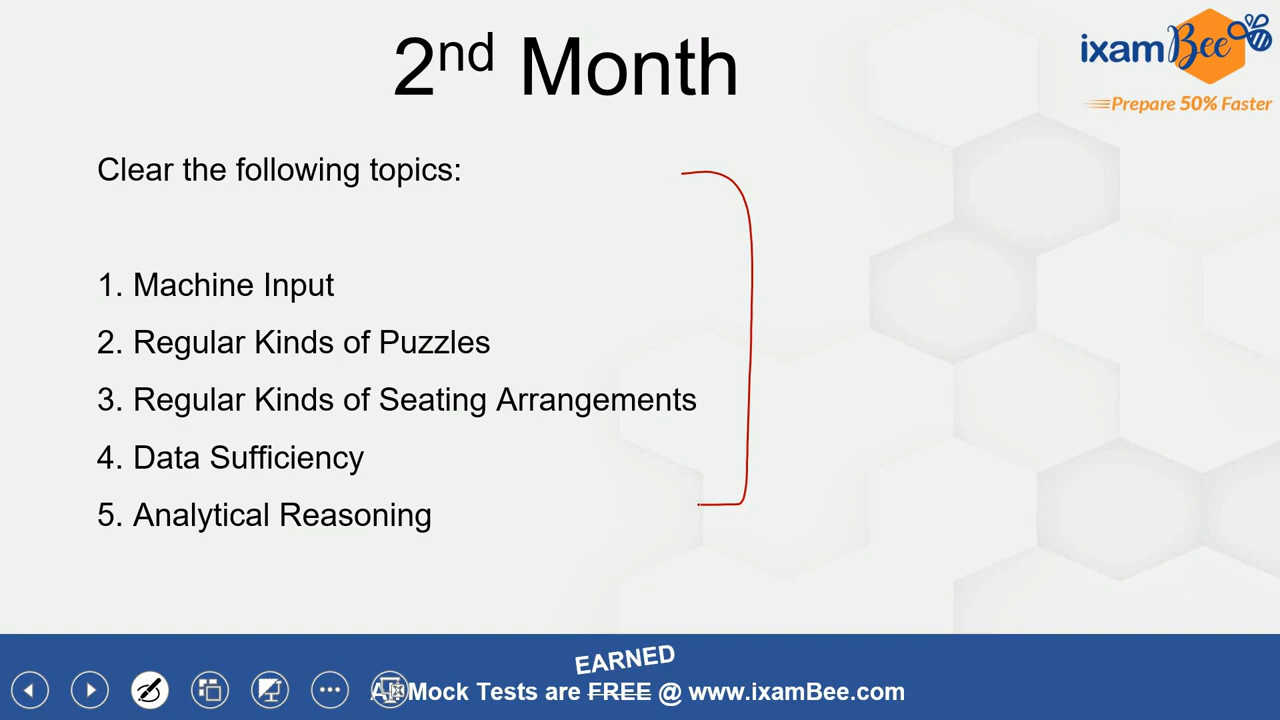 2nd Month
ixamBee
Prepare 50% Faster
Clear the following topics:
1. Machine Input
2. Regular Kinds of Puzzles
3. Regular Kinds of Seating Arrangements
4. Data Sufficiency
5. Analytical Reasoning
EARNED
Mock Tests are FREE @ www.ixamBee.com